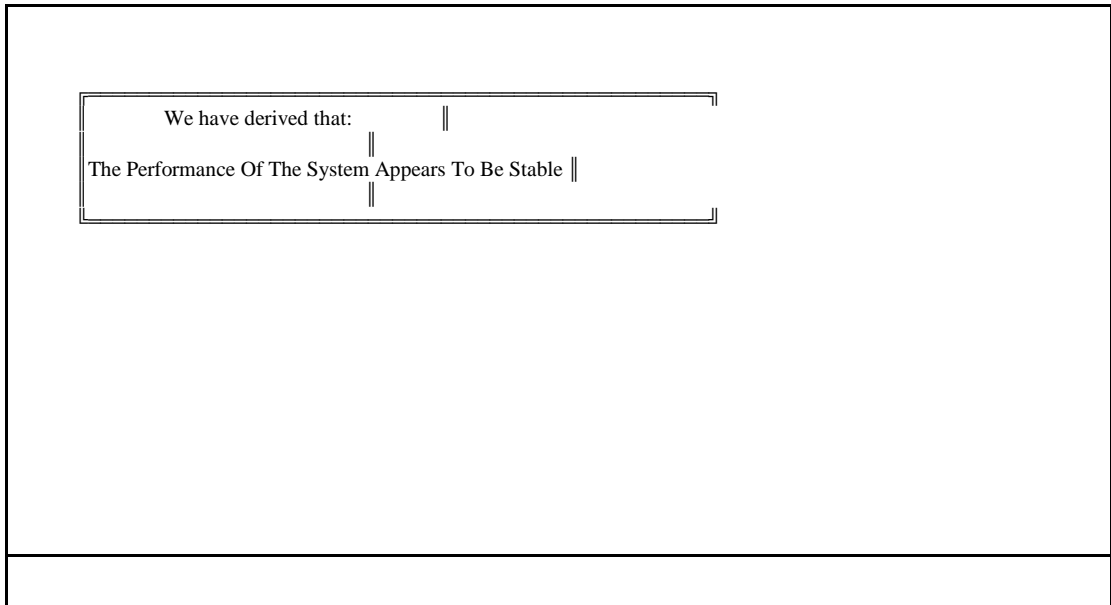 We have derived that:
The Performance Of The System Appears To Be Stable